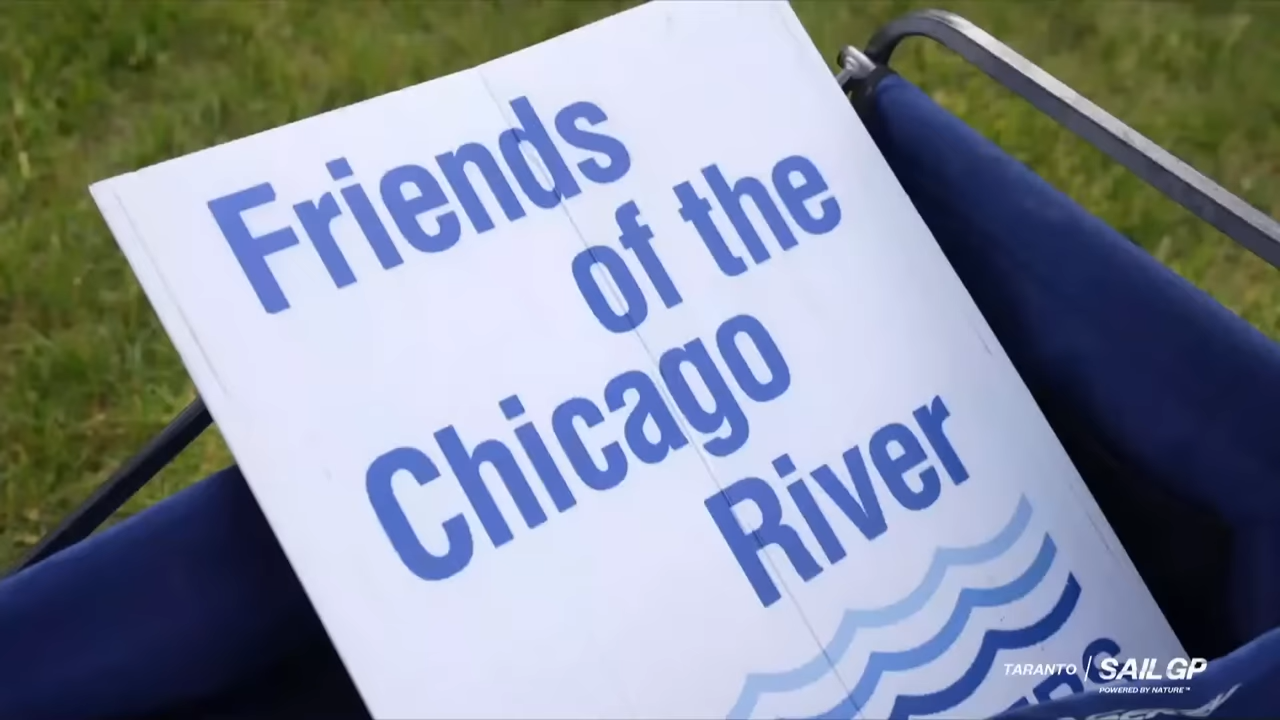 Friends
of the
Chicago
River
TARANTO | SAIL GP
POWERED BY NATURE™